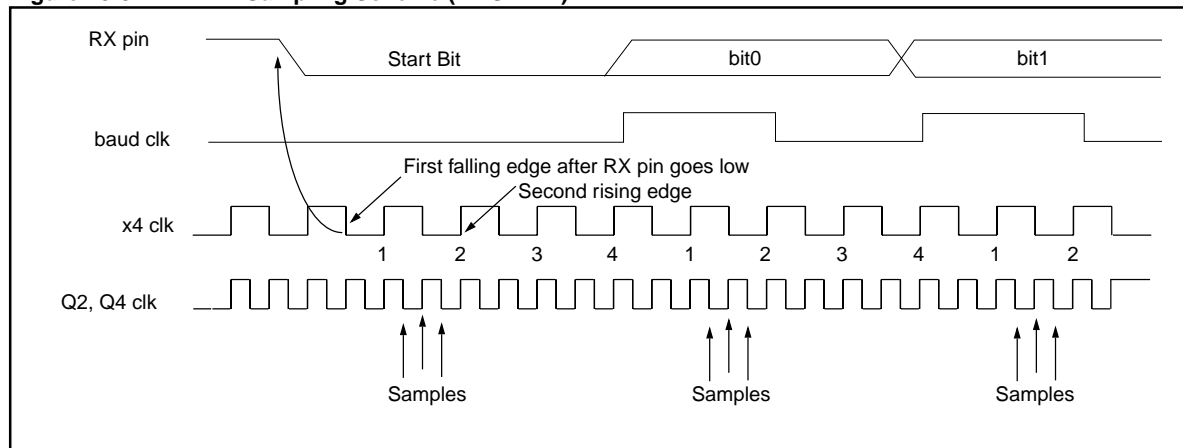 RX pin
Start Bit
bit0
bit1
baud clk
First falling edge after RX pin goes low
Second rising edge
x4 clk
1 2 3 4 1 2 3 4 1 2
Q2, Q4 clk
Samples Samples Samples